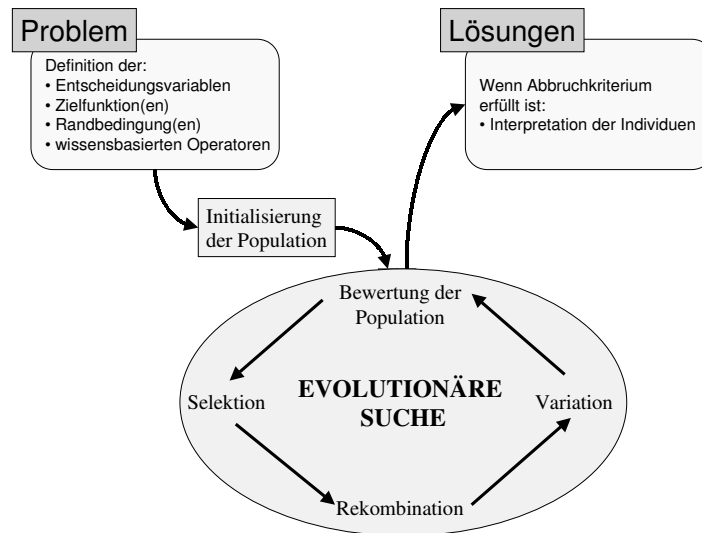 Problem
Definition der:
• Entscheidungsvariablen
• Zielfunktion(en)
• Randbedingung(en)
• wissensbasierten Operatoren
Lösungen
Wenn Abbruchkriterium
erfüllt ist:
• Interpretation der Individuen
Initialisierung
der Population
Bewertung der
Population
Selektion
EVOLUTIONÄRE
SUCHE
Variation
Rekombination